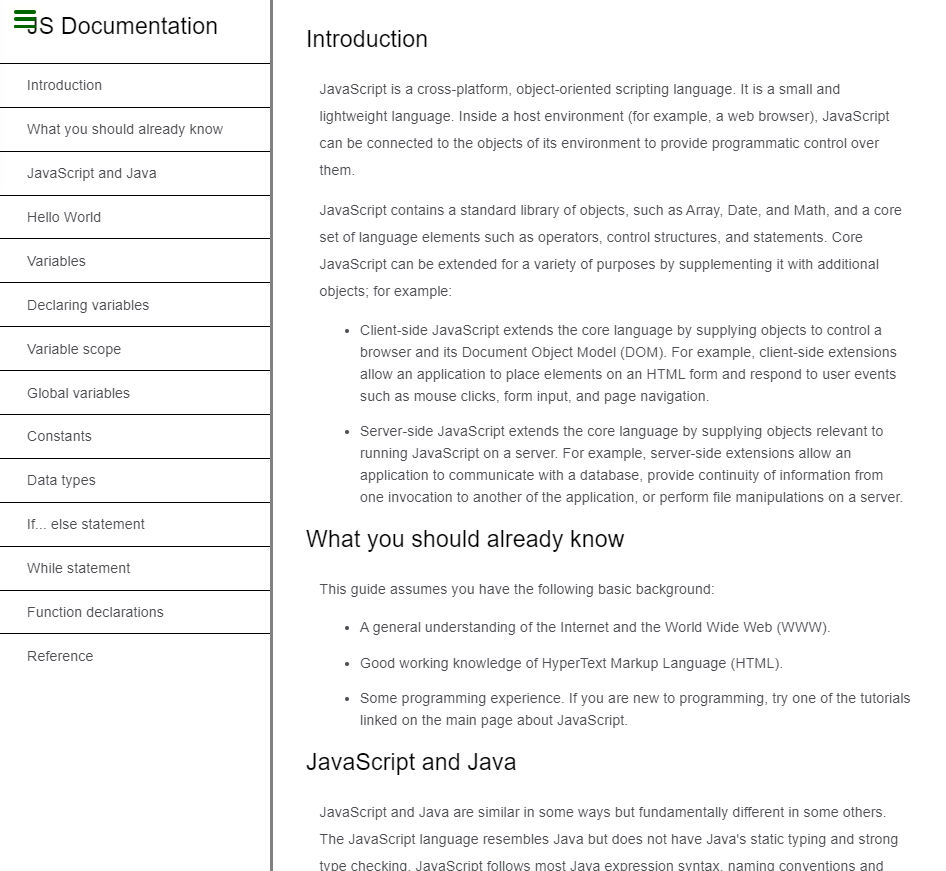 JS Documentation
Introduction
What you should already know
JavaScript and Java
Hello World
Variables
Declaring variables
Variable scope
Global variables
Constants
Data types
If... else statement
While statement
Function declarations
Reference
Introduction
JavaScript is a cross-platform, object-oriented scripting language. It is a small and
lightweight language. Inside a host environment (for example, a web browser), JavaScript
can be connected to the objects of its environment to provide programmatic control over
them.
JavaScript contains a standard library of objects, such as Array, Date, and Math, and a core
set of language elements such as operators, control structures, and statements. Core
JavaScript can be extended for a variety of purposes by supplementing it with additional
objects; for example:
• Client-side JavaScript extends the core language by supplying objects to control a
browser and its Document Object Model (DOM). For example, client-side extensions
allow an application to place elements on an HTML form and respond to user events
such as mouse clicks, form input, and page navigation.
• Server-side JavaScript extends the core language by supplying objects relevant to
running JavaScript on a server. For example, server-side extensions allow an
application to communicate with a database, provide continuity of information from
one invocation to another of the application, or perform file manipulations on a server.
What you should already know
This guide assumes you have the following basic background:
• A general understanding of the Internet and the World Wide Web (WWW).
• Good working knowledge of HyperText Markup Language (HTML).
• Some programming experience. If you are new to programming, try one of the tutorials
linked on the main page about JavaScript.
JavaScript and Java
JavaScript and Java are similar in some ways but fundamentally different in some others.
The JavaScript language resembles Java but does not have Java's static typing and strong
type checking. JavaScript follows most Java expression syntax, naming conventions and